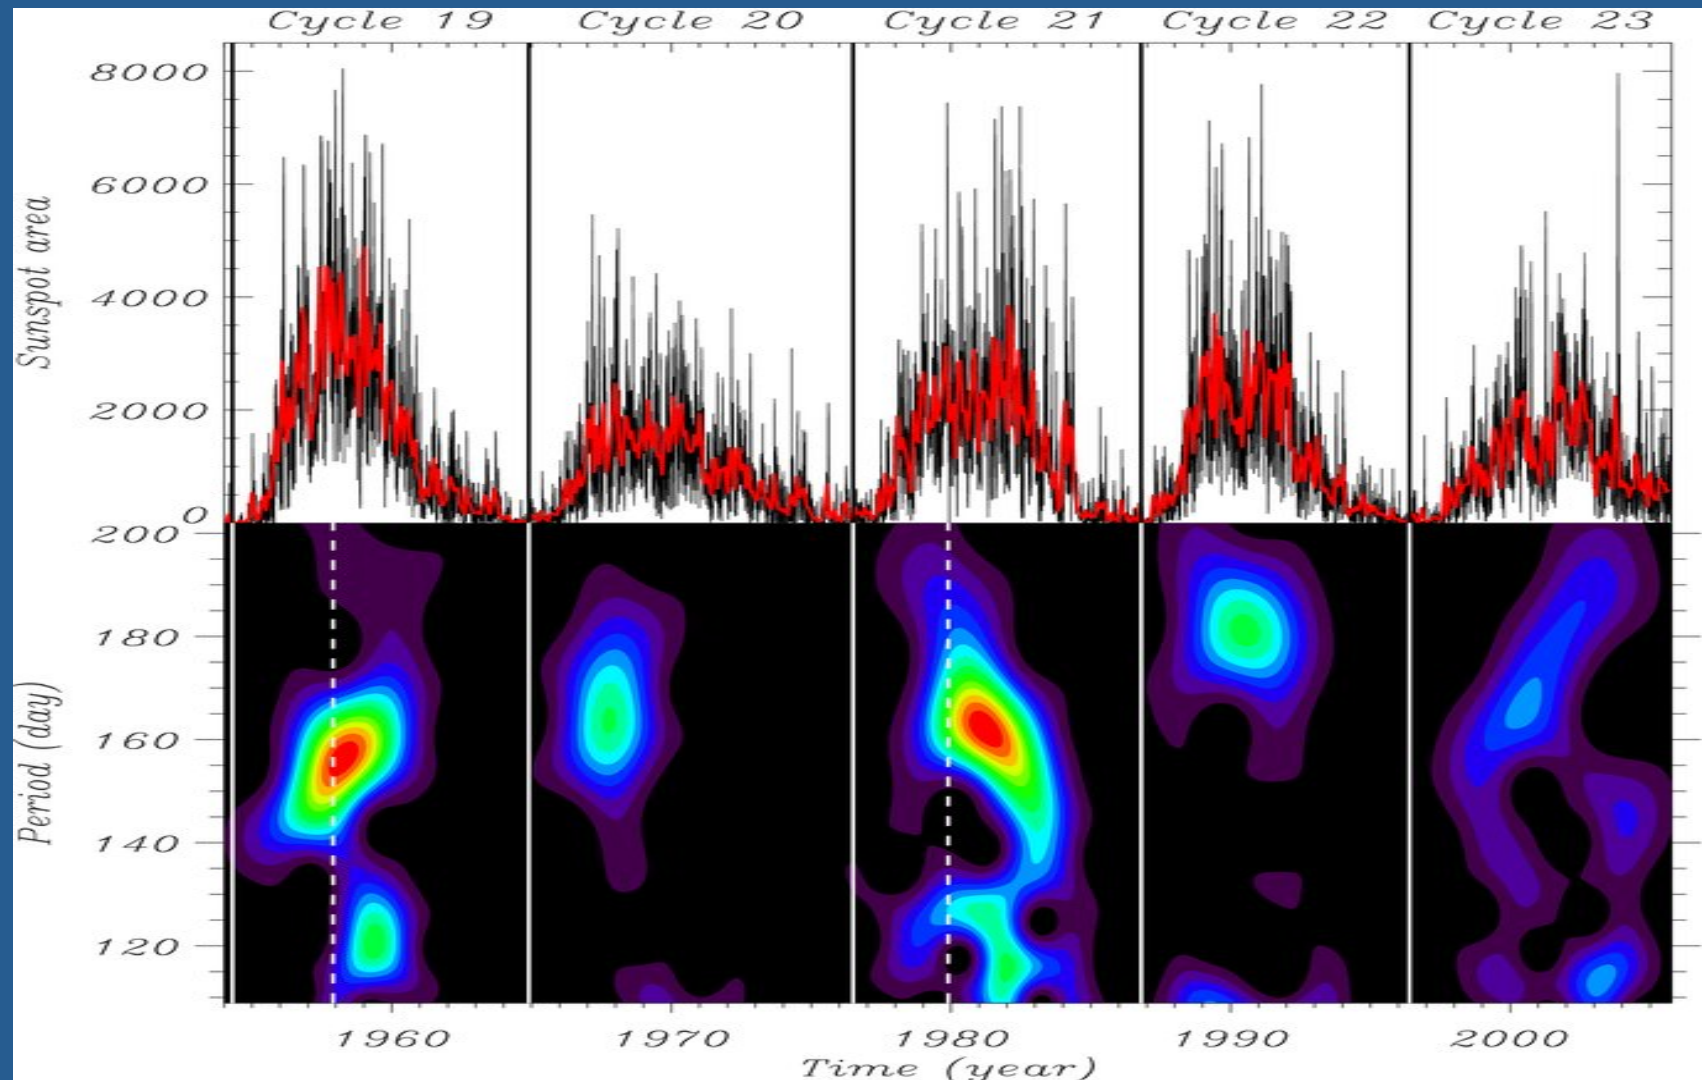 Cycle 19 Cycle 20 Cycle 21 Cycle 22 Cycle 23
8000
6000
4000
2000
0
Sunspot area
200
180
160
140
120
Period (day)
1960 1970 1980 1990 2000
Time (year)